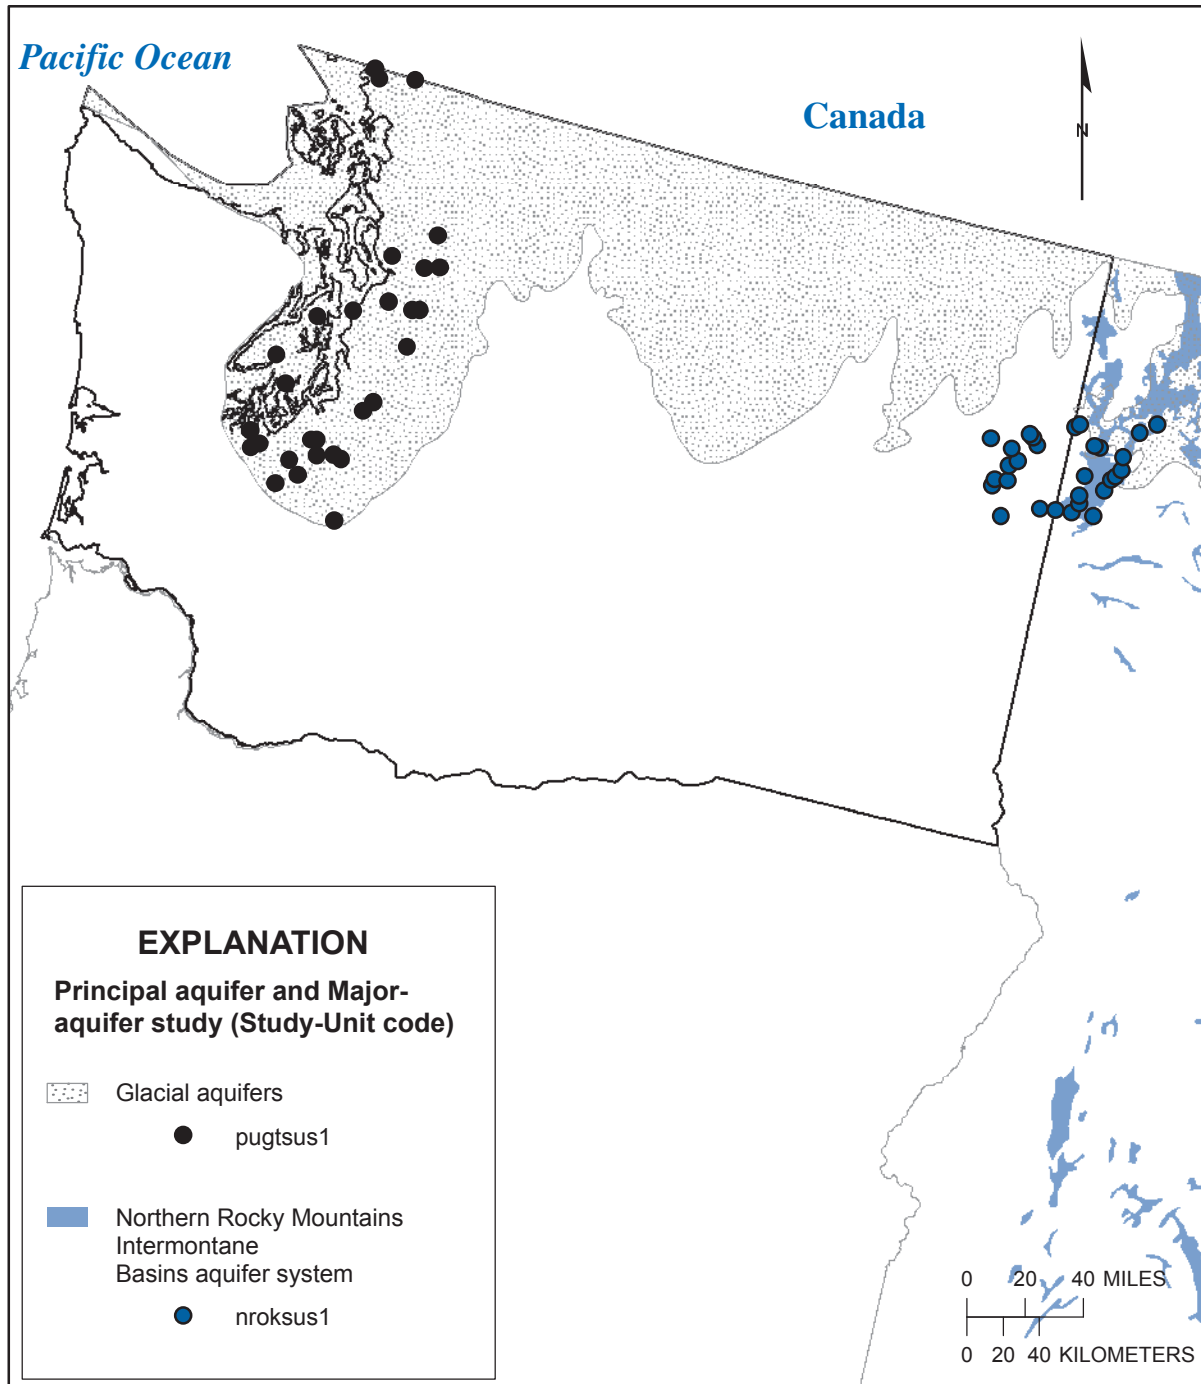 Pacific Ocean
Canada
N
EXPLANATION
Principal aquifer and Major-
aquifer study (Study-Unit code)
Glacial aquifers
pugtsus1
Northern Rocky Mountains
Intermontane
Basins aquifer system
nroksus1
0 20 40 MILES
0 20 40 KILOMETERS